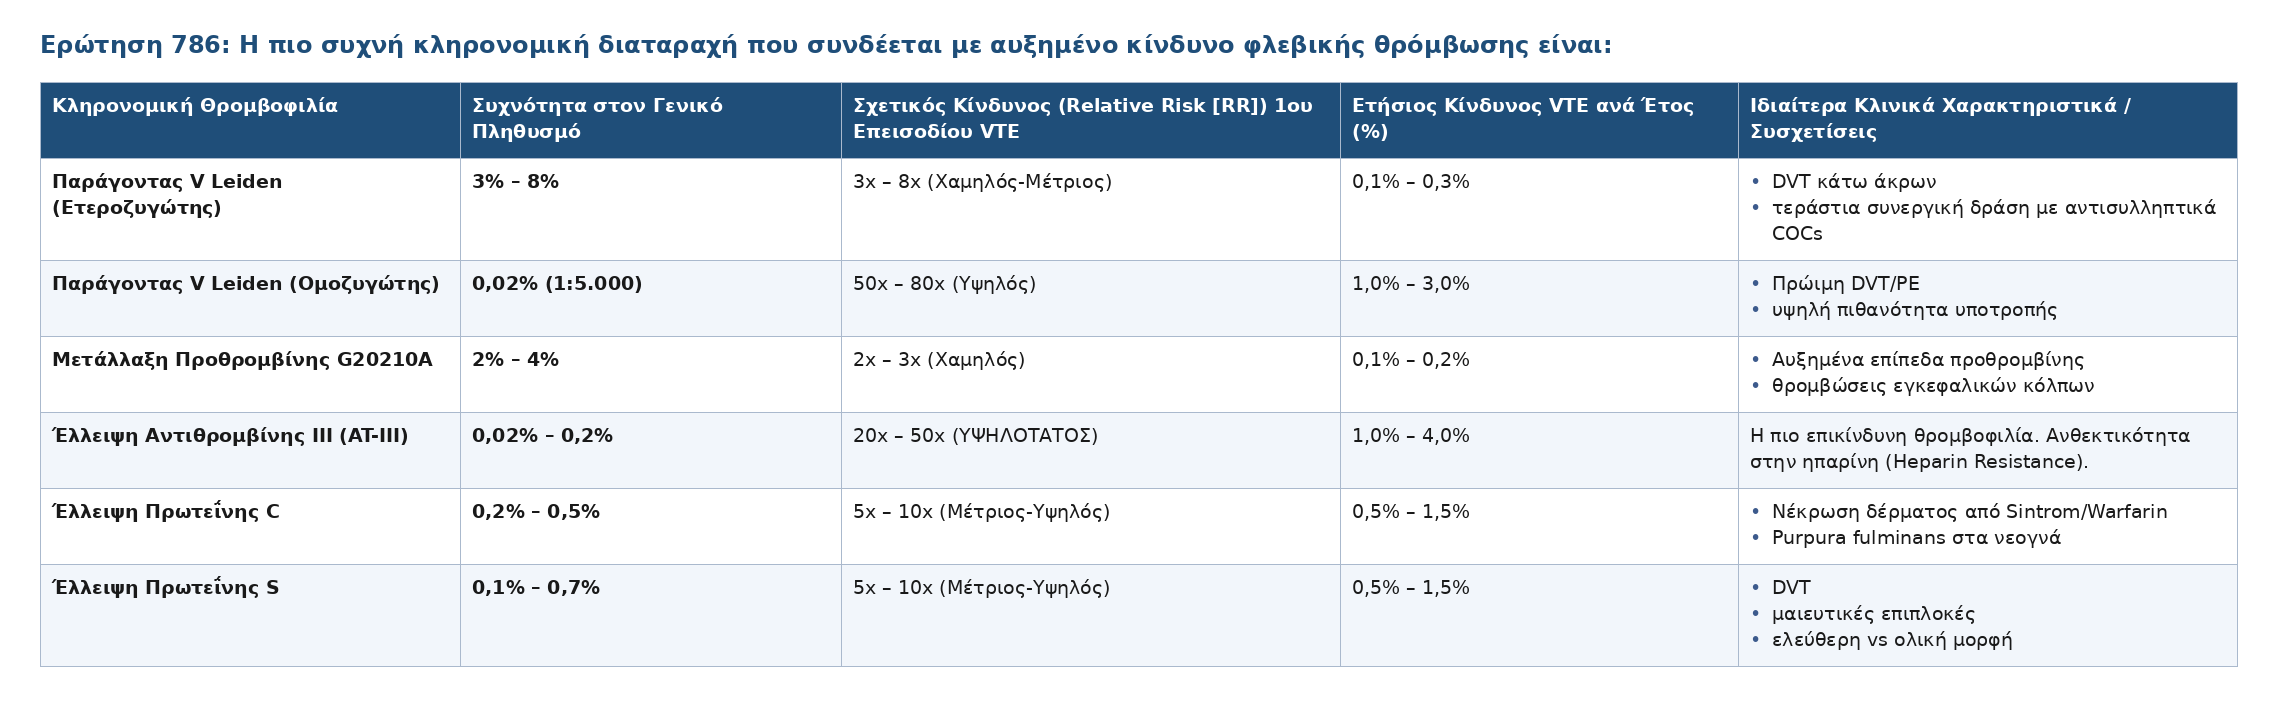 Ερώτηση 786: Η πιο συχνή κληρονομική διαταραχή που συνδέεται με αυξημένο κίνδυνο φλεβικής θρόμβωσης είναι:
Κληρονομική Θρομβοφιλία
Συχνότητα στον Γενικό
Πληθυσμό
Σχετικός Κίνδυνος (Relative Risk [RR]) 1ου
Επεισοδίου VTE
Ετήσιος Κίνδυνος VTE ανά Έτος
(%)
Ιδιαίτερα Κλινικά Χαρακτηριστικά /
Συσχετίσεις
Παράγοντας V Leiden
(Ετεροζυγώτης)
3% – 8%
3x – 8x (Χαμηλός-Μέτριος)
0,1% – 0,3%
• DVT κάτω άκρων
• τεράστια συνεργική δράση με αντισυλληπτικά
COCs
Παράγοντας V Leiden (Ομοζυγώτης)
0,02% (1:5.000)
50x – 80x (Υψηλός)
1,0% – 3,0%
• Πρώιμη DVT/PE
• υψηλή πιθανότητα υποτροπής
Μετάλλαξη Προθρομβίνης G20210A
2% – 4%
2x – 3x (Χαμηλός)
0,1% – 0,2%
• Αυξημένα επίπεδα προθρομβίνης
• θρομβώσεις εγκεφαλικών κόλπων
Έλλειψη Αντιθρομβίνης III (AT-III)
0,02% – 0,2%
20x – 50x (ΥΨΗΛΟΤΑΤΟΣ)
1,0% – 4,0%
Η πιο επικίνδυνη θρομβοφιλία. Ανθεκτικότητα
στην ηπαρίνη (Heparin Resistance).
Έλλειψη Πρωτεΐνης C
0,2% – 0,5%
5x – 10x (Μέτριος-Υψηλός)
0,5% – 1,5%
• Νέκρωση δέρματος από Sintrom/Warfarin
• Purpura fulminans στα νεογνά
Έλλειψη Πρωτεΐνης S
0,1% – 0,7%
5x – 10x (Μέτριος-Υψηλός)
0,5% – 1,5%
• DVT
• μαιευτικές επιπλοκές
• ελεύθερη vs ολική μορφή